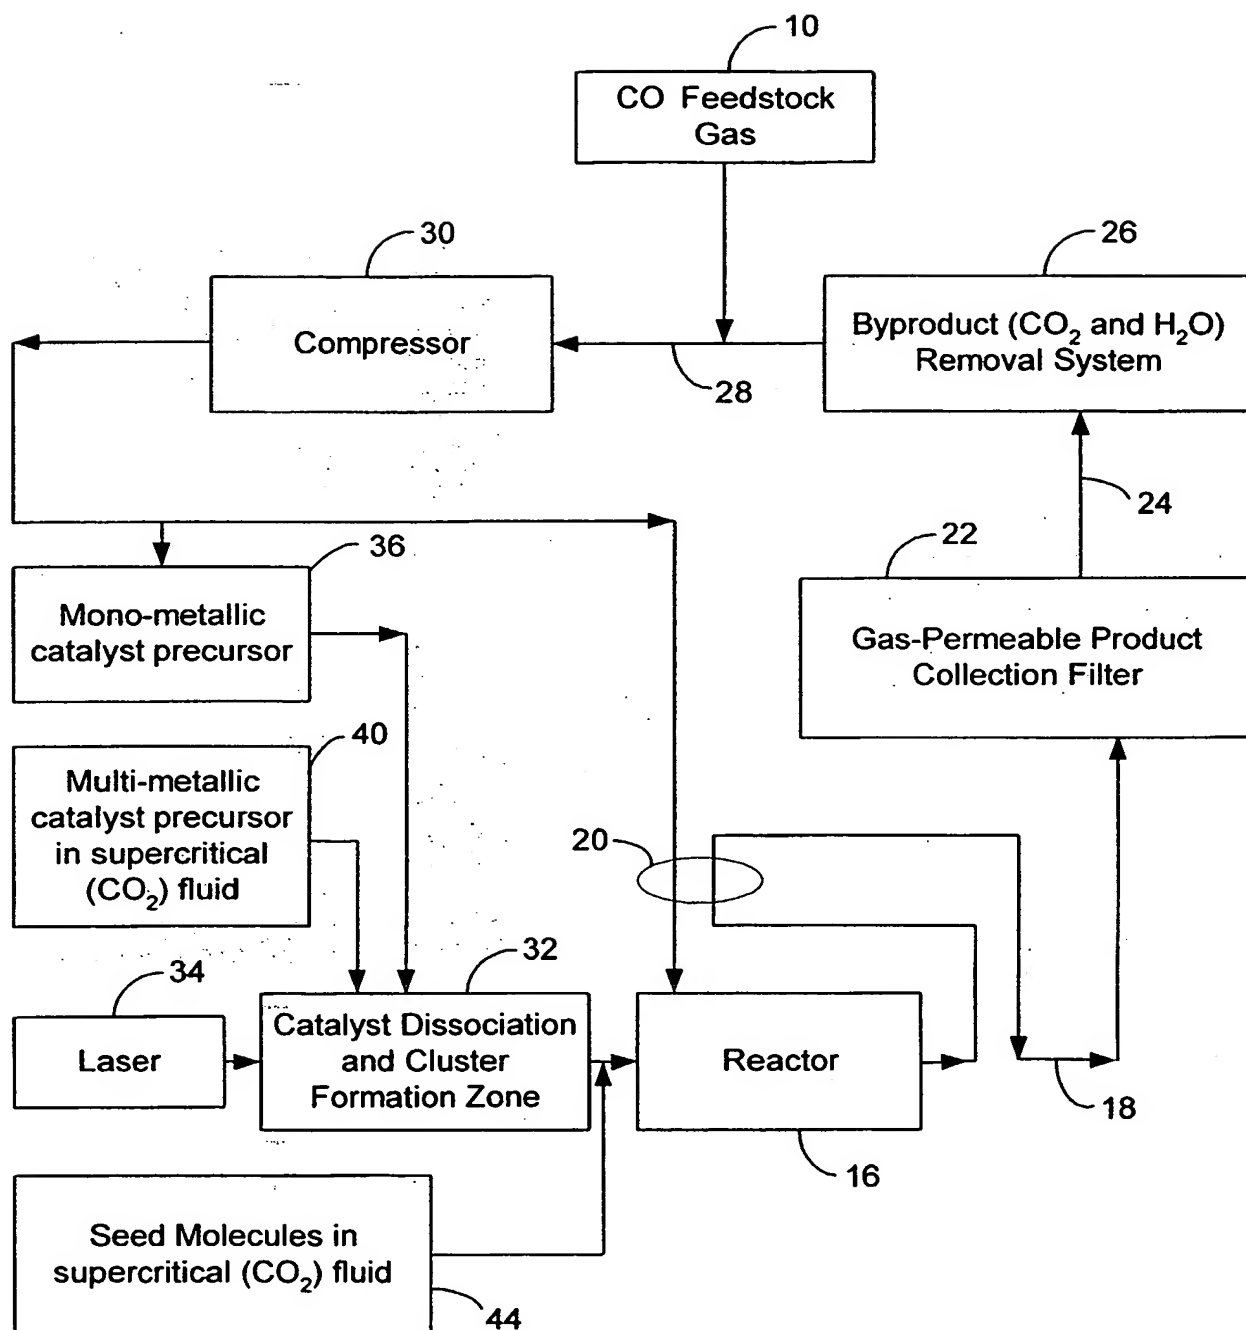 10
CO Feedstock
Gas
30
26
Compressor
Byproduct (CO₂ and H₂O)
Removal System
28
24
36
22
Mono-metallic
catalyst precursor
Gas-Permeable Product
Collection Filter
40
Multi-metallic
catalyst precursor
in supercritical
(CO₂) fluid
20
34
32
Laser
Catalyst Dissociation
and Cluster
Formation Zone
Reactor
18
16
Seed Molecules in
supercritical (CO₂) fluid
44